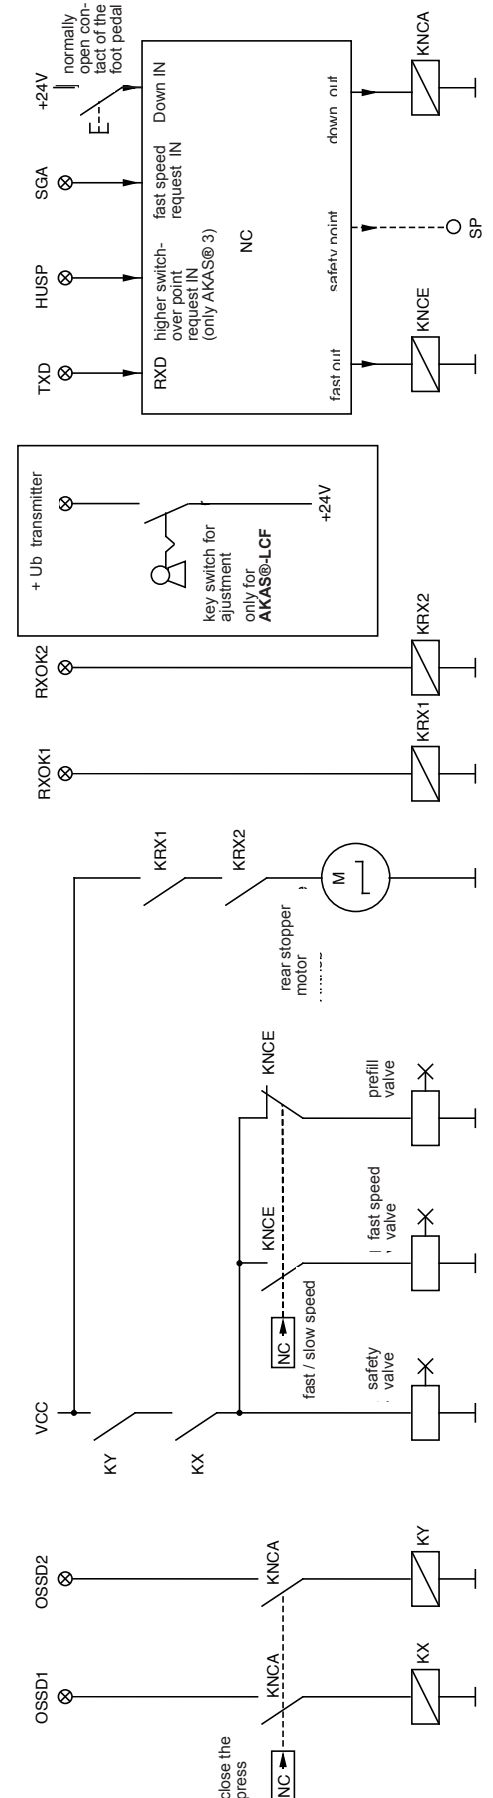 close the
press
NC
OSSD1
KNCA
KX
OSSD2
KNCA
KY
VCC
KY
KX
safety
valve
NC
fast / slow speed
KNCE
fast speed
valve
KNCE
prefill
valve
KRX1
KRX2
rear stopper
motor
M
RXOK1
KRX1
RXOK2
KRX2
+ Ub transmitter
key switch for
ajustment
only for
AKAS®-LCF
+24V
TXD
HUSP
SGA
+24V
normally
open con-
tact of the
foot pedal
RXD
higher switch-
over point
request IN
(only AKAS® 3)
fast speed
request IN
Down IN
NC
fast out
safety point
down out
KNCE
SP
KNCA